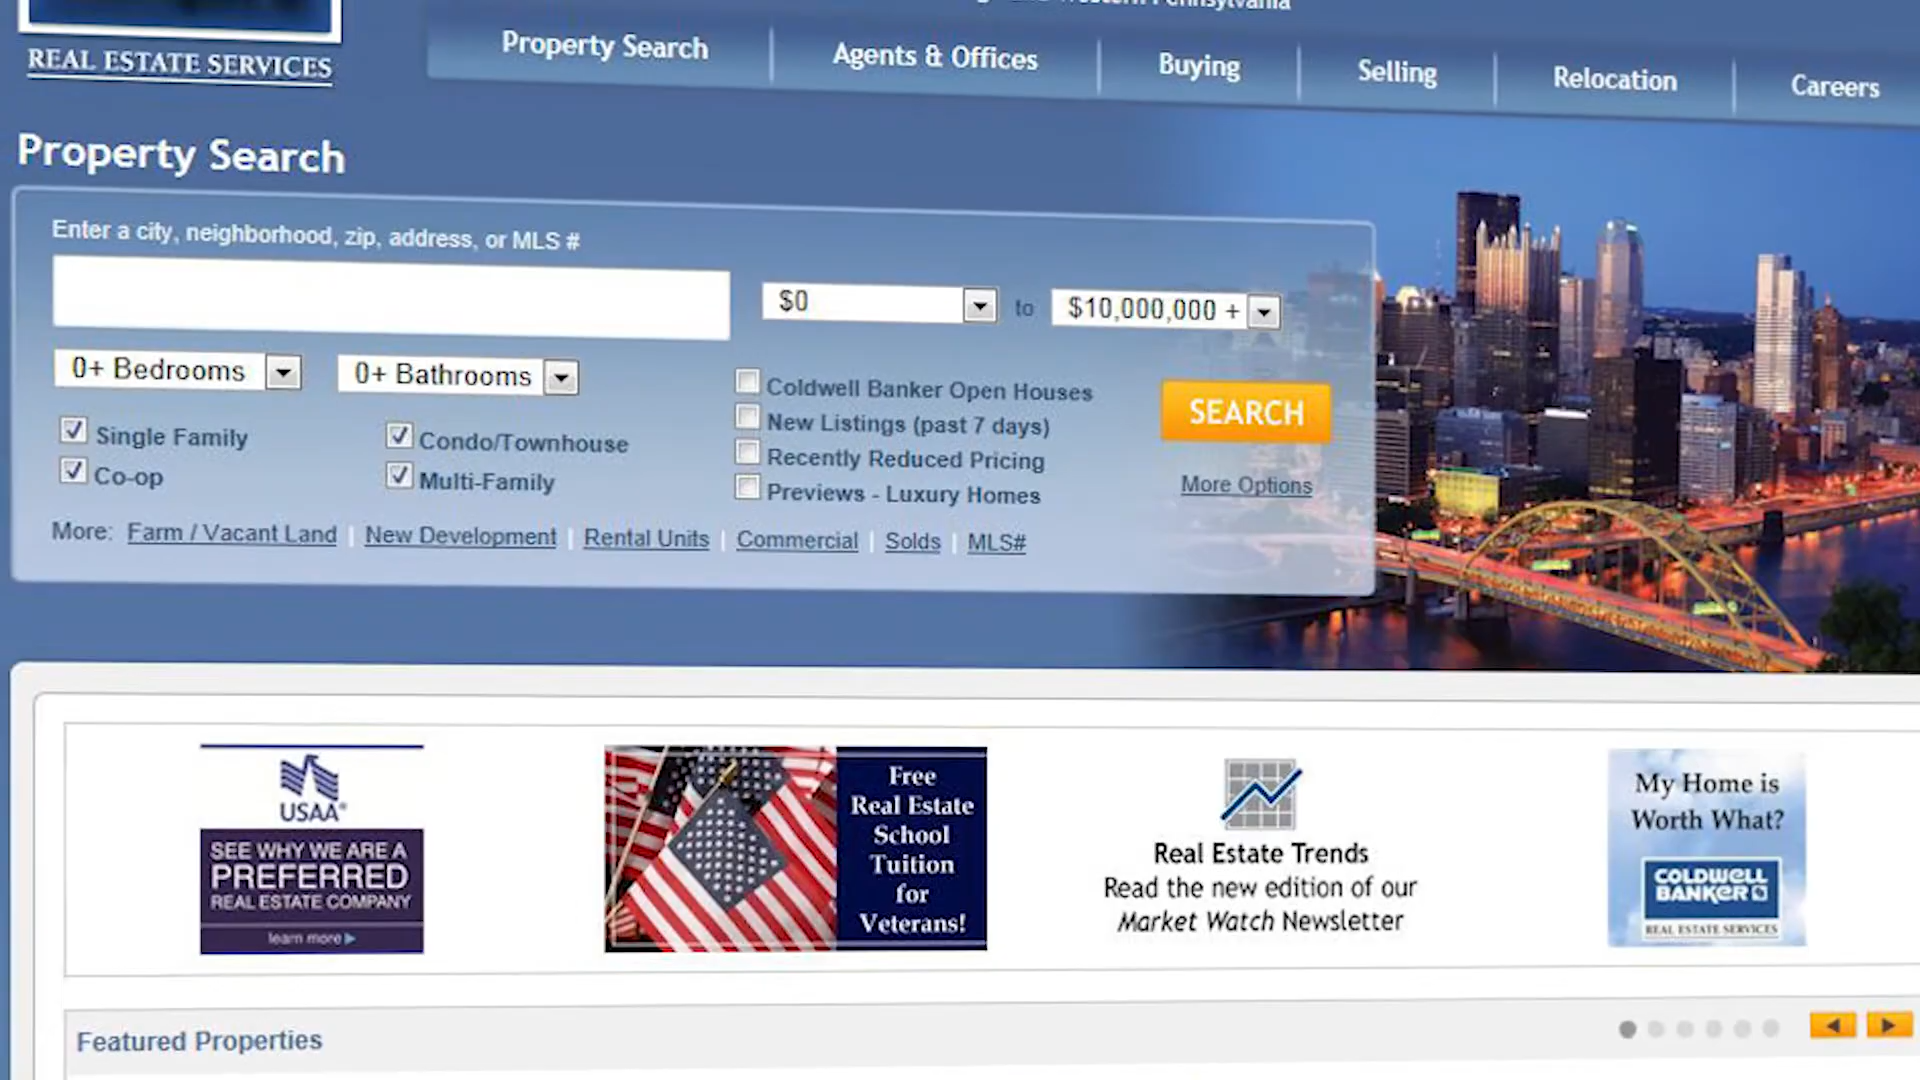 Western Pennsylvania
REAL ESTATE SERVICES
Property Search
Agents & Offices
Buying
Selling
Relocation
Careers
Property Search
Enter a city, neighborhood, zip, address, or MLS #
$0
to
$10,000,000 +
0+ Bedrooms
0+ Bathrooms
Single Family
Condo/Townhouse
Co-op
Multi-Family
Coldwell Banker Open Houses
New Listings (past 7 days)
Recently Reduced Pricing
Previews - Luxury Homes
SEARCH
More Options
More: Farm / Vacant Land | New Development | Rental Units | Commercial | Solds | MLS#
USAA®
SEE WHY WE ARE A
PREFERRED
REAL ESTATE COMPANY
learn more
Free
Real Estate
School
Tuition
for
Veterans!
Real Estate Trends
Read the new edition of our
Market Watch Newsletter
My Home is
Worth What?
COLDWELL
BANKER
REAL ESTATE SERVICES
Featured Properties